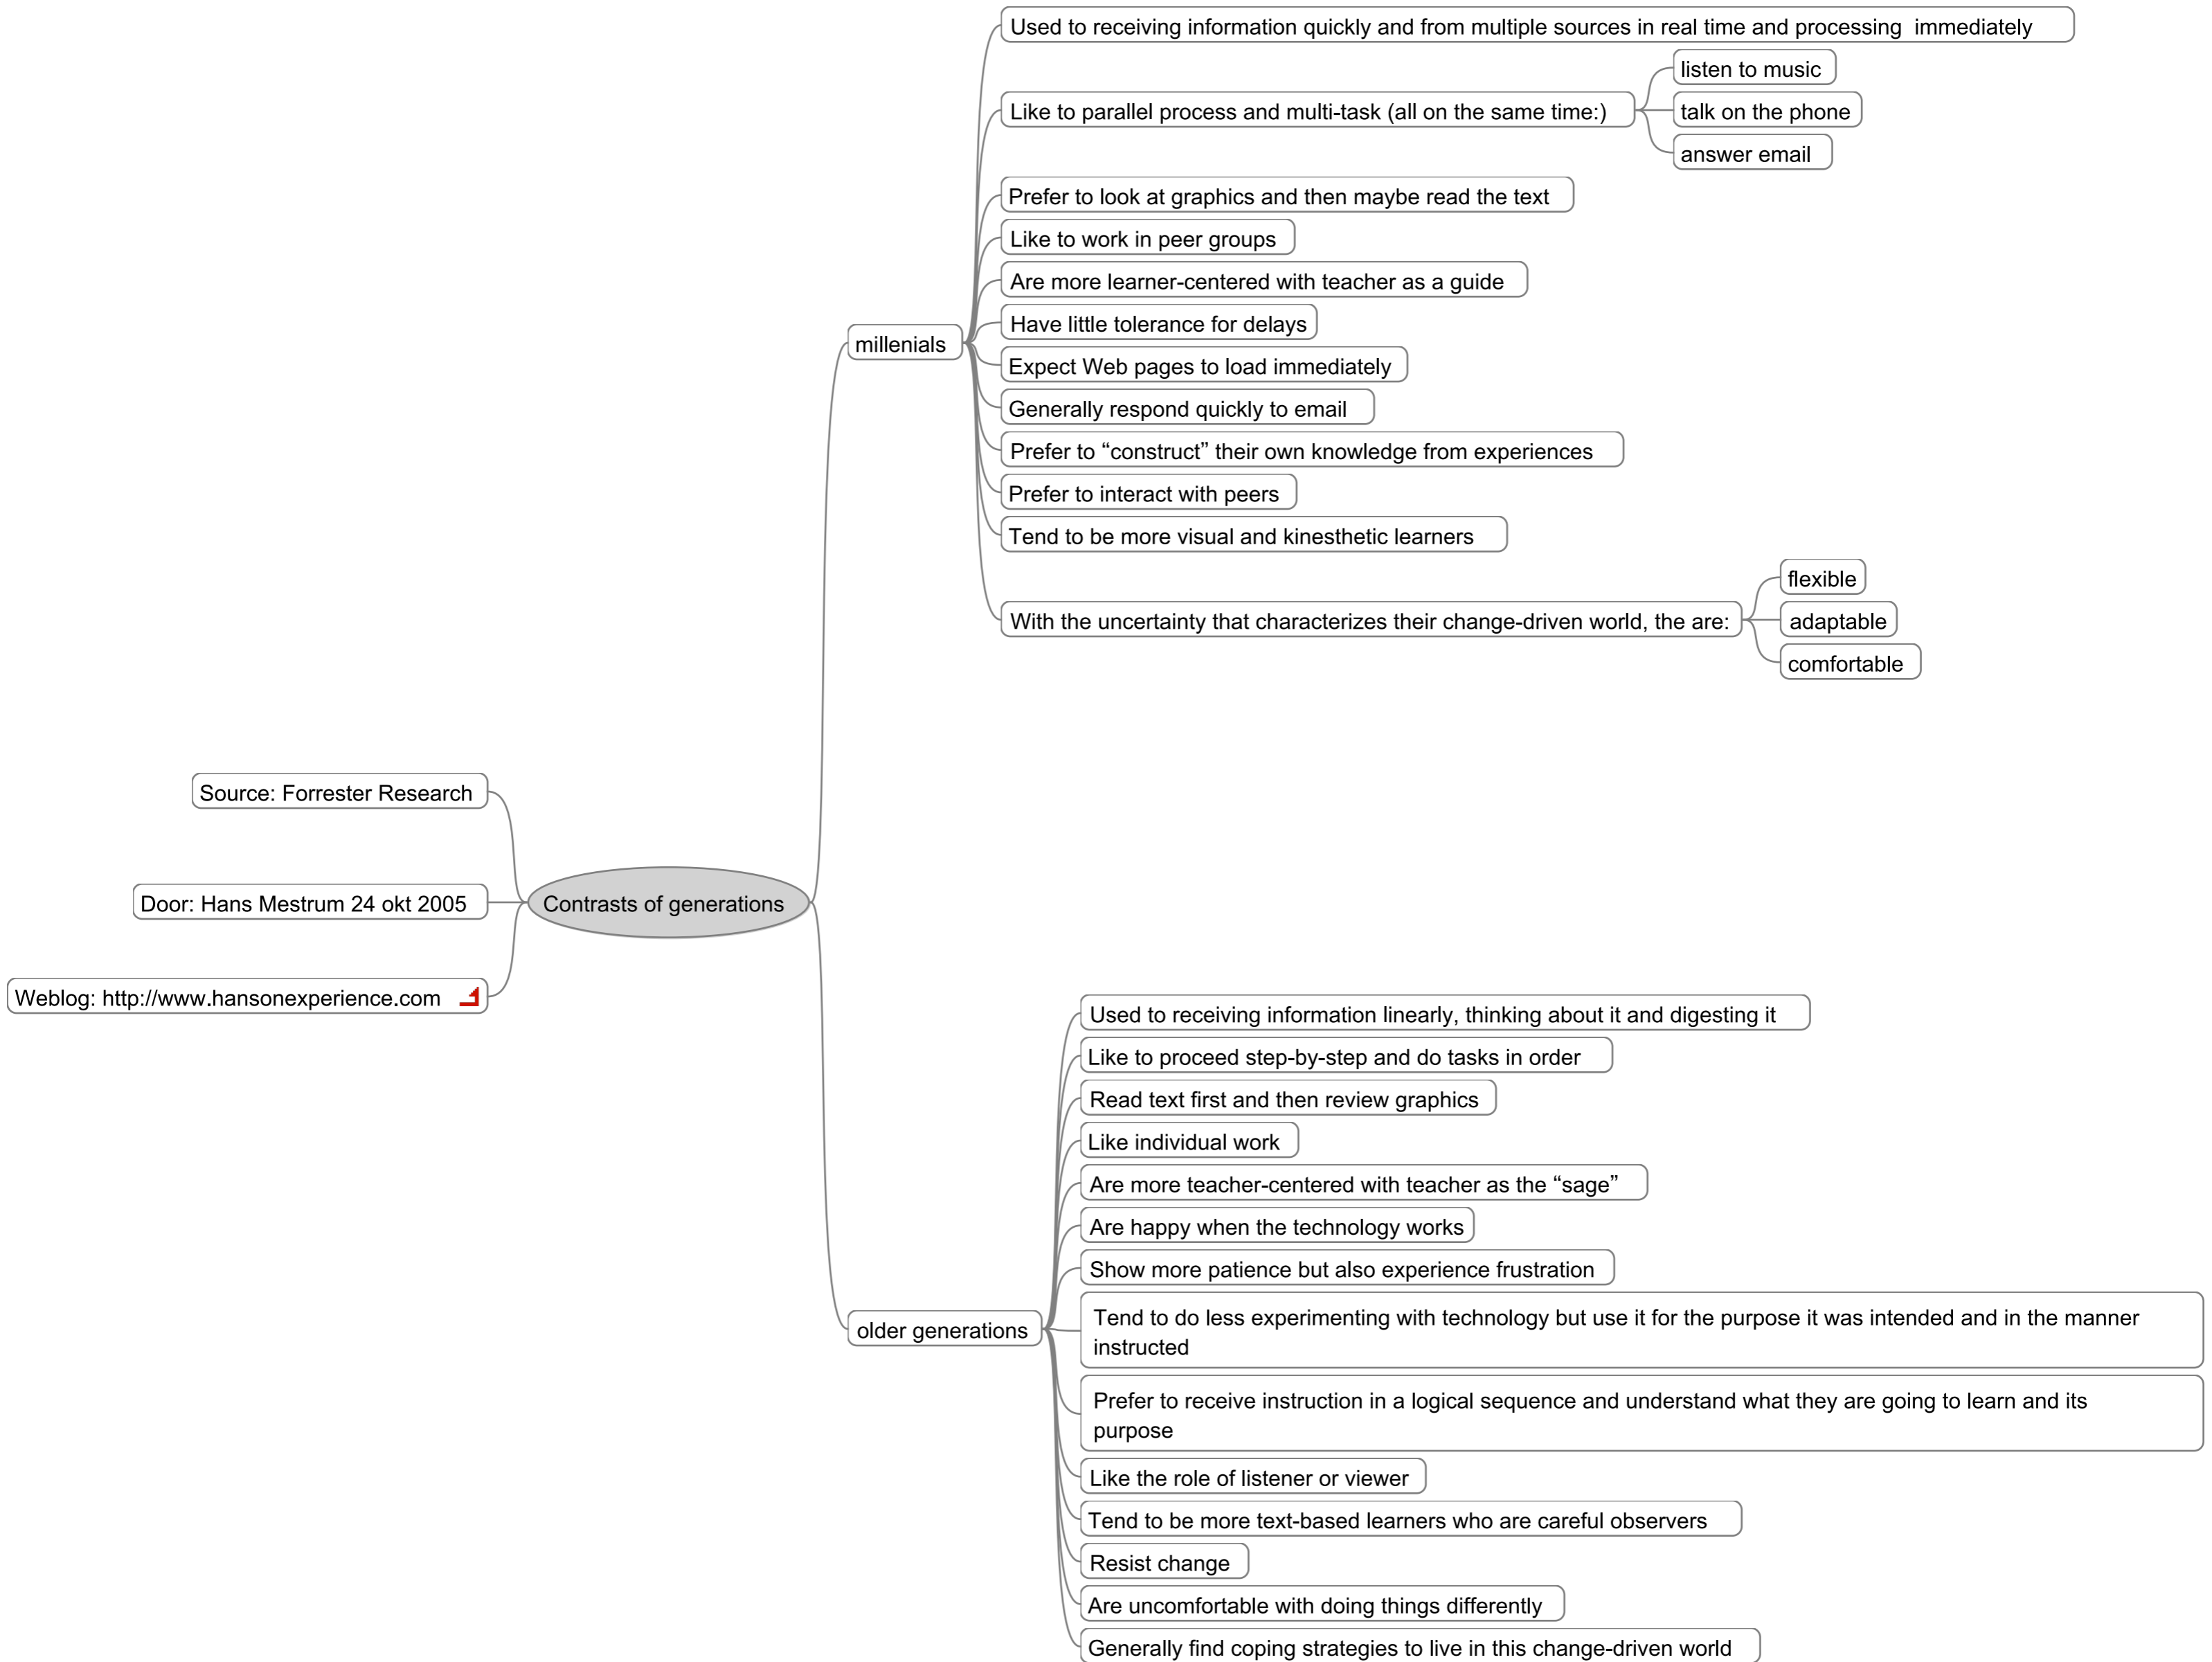 Used to receiving information quickly and from multiple sources in real time and processing  immediately
listen to music
Like to parallel process and multi-task (all on the same time:)
talk on the phone
answer email
Prefer to look at graphics and then maybe read the text
Like to work in peer groups
Are more learner-centered with teacher as a guide
Have little tolerance for delays
millenials
Expect Web pages to load immediately
Generally respond quickly to email
Prefer to “construct” their own knowledge from experiences
Prefer to interact with peers
Tend to be more visual and kinesthetic learners
flexible
With the uncertainty that characterizes their change-driven world, the are:
adaptable
comfortable
Source: Forrester Research
Door: Hans Mestrum 24 okt 2005
Contrasts of generations
Weblog: http://www.hansonexperience.com
Used to receiving information linearly, thinking about it and digesting it
Like to proceed step-by-step and do tasks in order
Read text first and then review graphics
Like individual work
Are more teacher-centered with teacher as the “sage”
Are happy when the technology works
Show more patience but also experience frustration
older generations
Tend to do less experimenting with technology but use it for the purpose it was intended and in the manner
instructed
Prefer to receive instruction in a logical sequence and understand what they are going to learn and its
purpose
Like the role of listener or viewer
Tend to be more text-based learners who are careful observers
Resist change
Are uncomfortable with doing things differently
Generally find coping strategies to live in this change-driven world